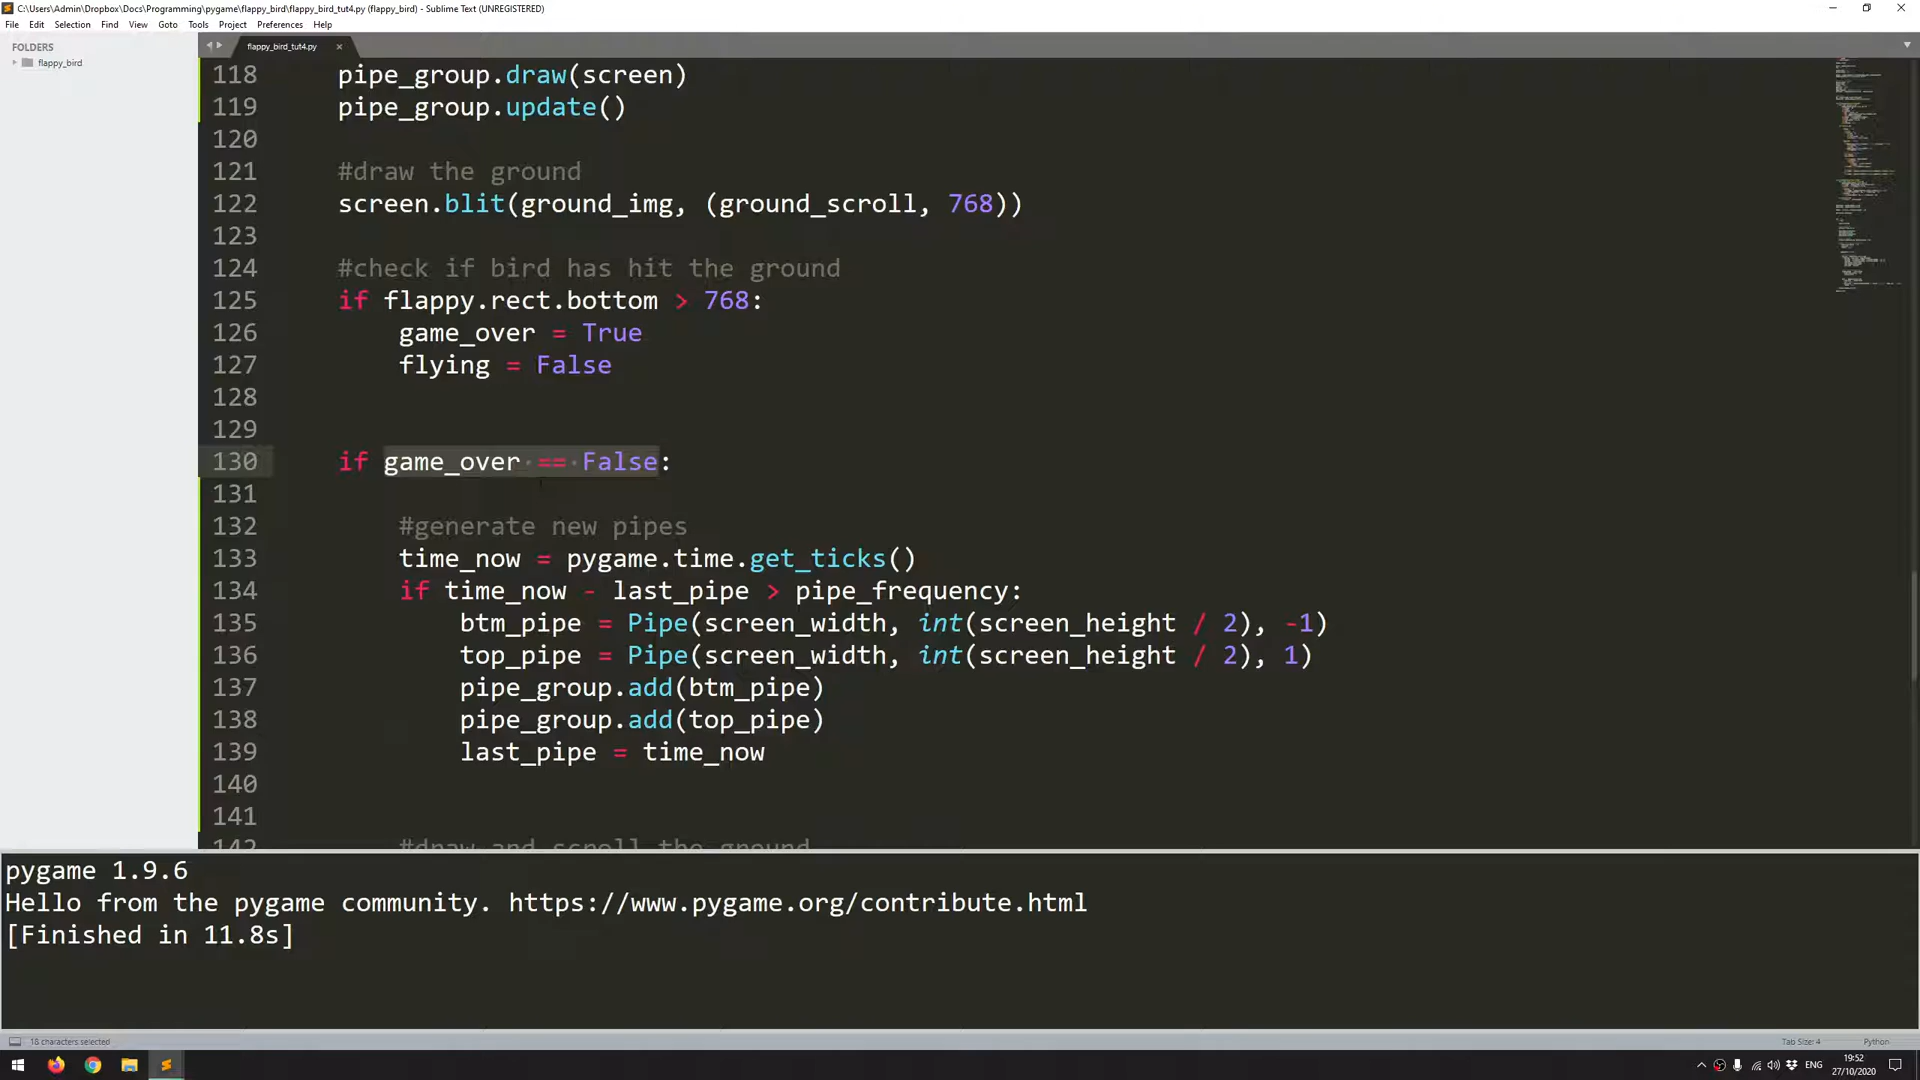 C:\Users\Admin\Dropbox\Docs\Programming\pygame\flappy_bird\flappy_bird_tut4.py (flappy_bird) - Sublime Text (UNREGISTERED)
File Edit Selection Find View Goto Tools Project Preferences Help
FOLDERS
flappy_bird
flappy_bird_tut4.py
118 pipe_group.draw(screen)
119 pipe_group.update()
120
121 #draw the ground
122 screen.blit(ground_img, (ground_scroll, 768))
123
124 #check if bird has hit the ground
125 if flappy.rect.bottom > 768:
126 game_over = True
127 flying = False
128
129
130 if game_over == False:
131
132 #generate new pipes
133 time_now = pygame.time.get_ticks()
134 if time_now - last_pipe > pipe_frequency:
135 btm_pipe = Pipe(screen_width, int(screen_height / 2), -1)
136 top_pipe = Pipe(screen_width, int(screen_height / 2), 1)
137 pipe_group.add(btm_pipe)
138 pipe_group.add(top_pipe)
139 last_pipe = time_now
140
141
142 #draw and scroll the ground
pygame 1.9.6
Hello from the pygame community. https://www.pygame.org/contribute.html
[Finished in 11.8s]
18 characters selected
Tab Size: 4 Python
ENG
19:52
27/10/2020